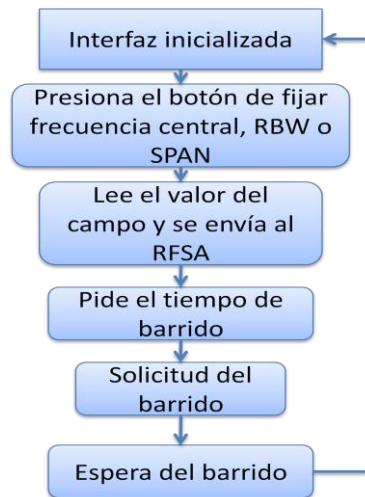 Interfaz inicializada
Presiona el botón de fijar
frecuencia central, RBW o
SPAN
Lee el valor del
campo y se envía al
RFSA
Pide el tiempo de
barrido
Solicitud del
barrido
Espera del barrido